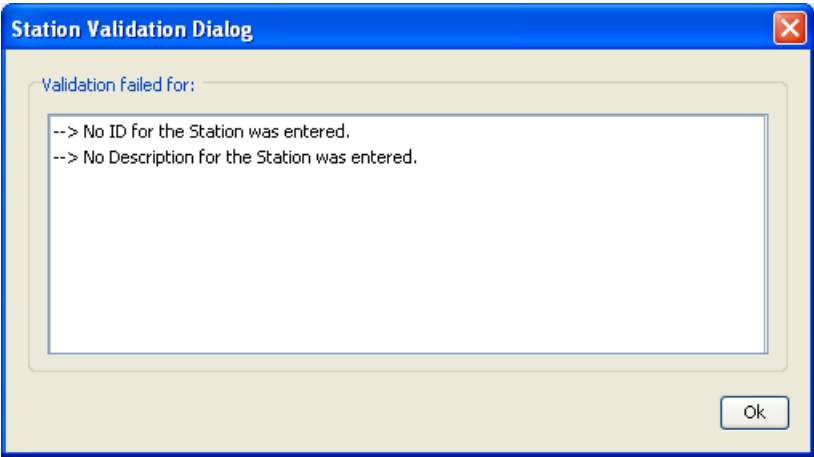 Station Validation Dialog
Validation failed for:
--> No ID for the Station was entered.
--> No Description for the Station was entered.
Ok